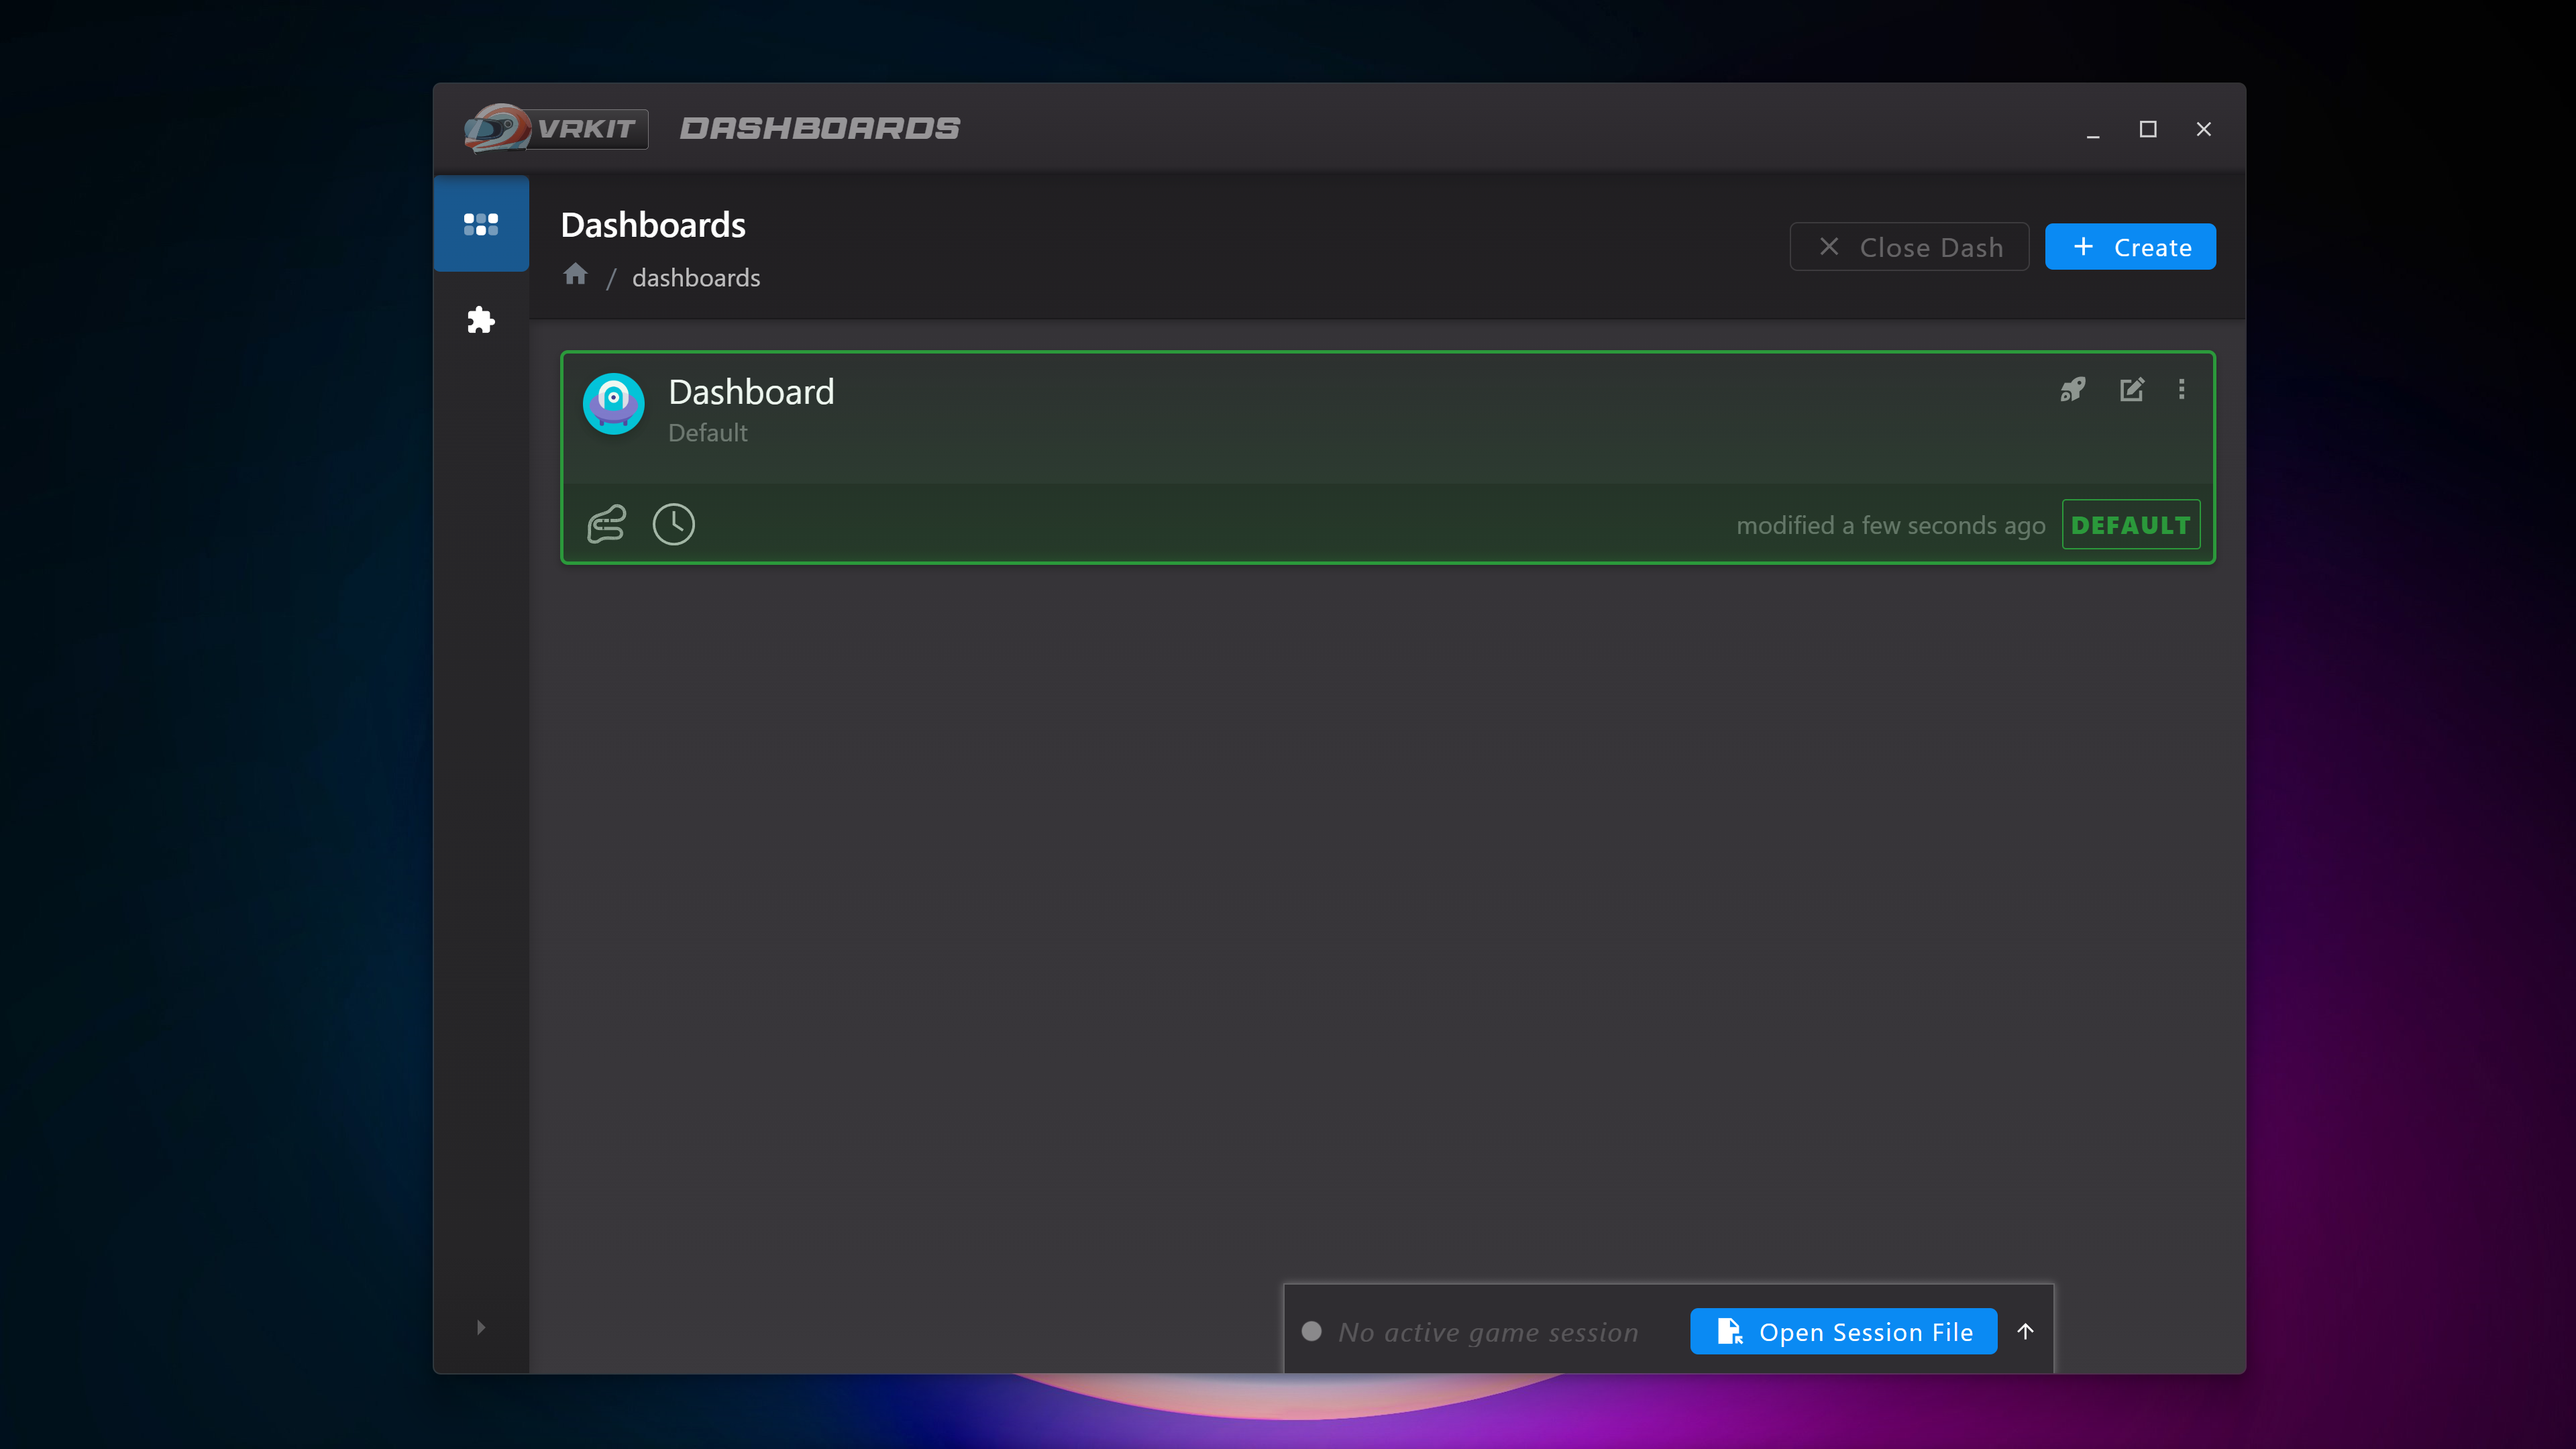 VRKIT DASHBOARDS
Dashboards
/ dashboards
Close Dash
Create
Dashboard
Default
modified a few seconds ago
DEFAULT
No active game session
Open Session File